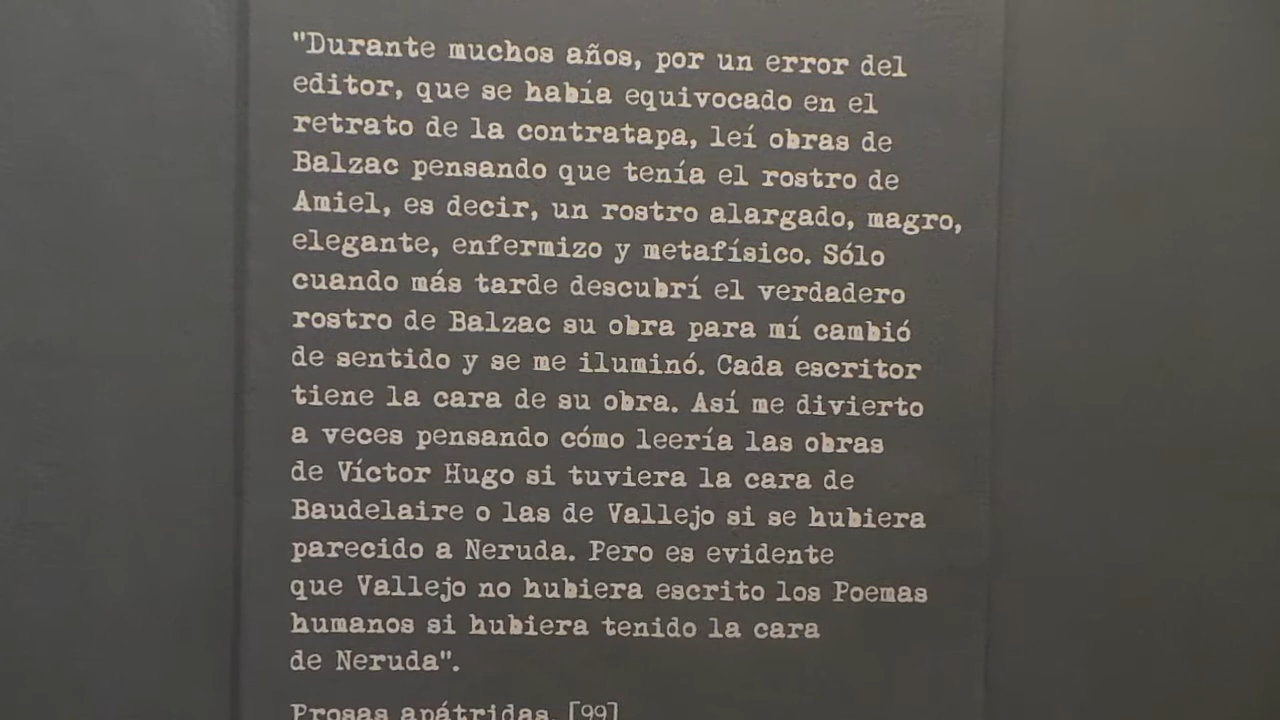 "Durante muchos años, por un error del
editor, que se había equivocado en el
retrato de la contratapa, leí obras de
Balzac pensando que tenía el rostro de
Amiel, es decir, un rostro alargado, magro,
elegante, enfermizo y metafísico. Sólo
cuando más tarde descubrí el verdadero
rostro de Balzac su obra para mí cambió
de sentido y se me iluminó. Cada escritor
tiene la cara de su obra. Así me divierto
a veces pensando cómo leería las obras
de Víctor Hugo si tuviera la cara de
Baudelaire o las de Vallejo si se hubiera
parecido a Neruda. Pero es evidente
que Vallejo no hubiera escrito los Poemas
humanos si hubiera tenido la cara
de Neruda".
Prosas apátridas [99]